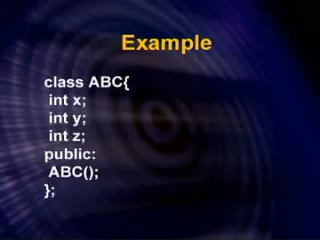 Example
class ABC{
int x;
int y;
int z;
public:
ABC();
};